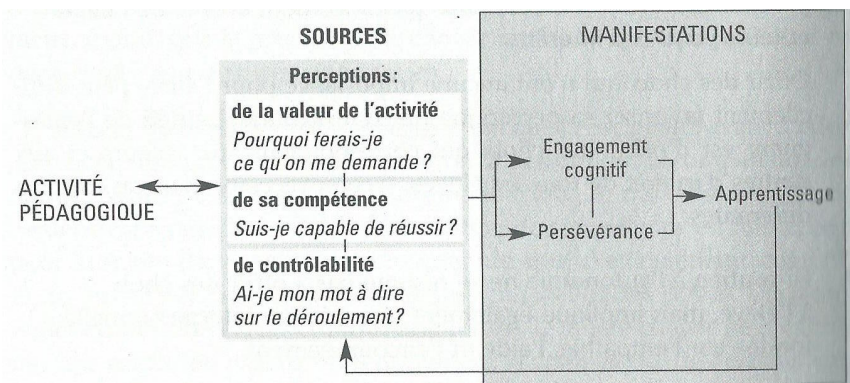 SOURCES
Perceptions:
de la valeur de l'activité
Pourquoi ferais-je
ce qu'on me demande?
de sa compétence
Suis-je capable de réussir?
de contrôlabilité
Ai-je mon mot à dire
sur le déroulement?
ACTIVITÉ
PÉDAGOGIQUE
MANIFESTATIONS
Engagement
cognitif
Persévérance
Apprentissage